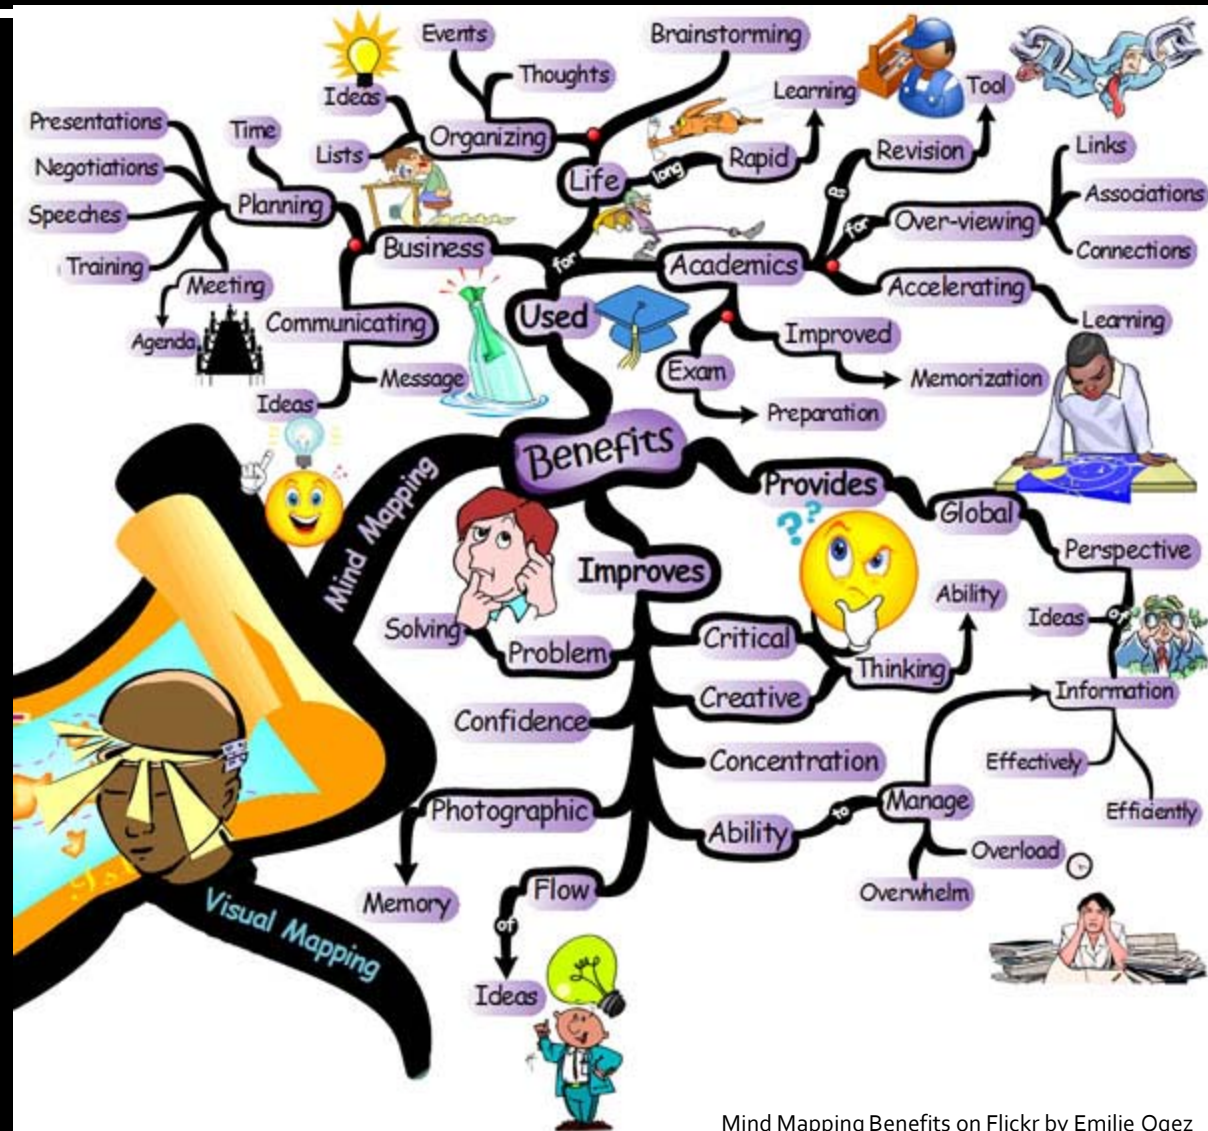 Events
Brainstorming
Thoughts
Ideas
Learning
Tool
Presentations
Time
Organizing
Lists
Life
long
Rapid
Revision
Links
Negotiations
Planning
as
Associations
Speeches
for
Over-viewing
Business
Connections
Training
for
Academics
Meeting
Accelerating
Agenda
Communicating
Used
Improved
Learning
Message
Exam
Memorization
Ideas
Preparation
Benefits
Mind Mapping
Provides
Global
Improves
Perspective
Ability
Ideas
of
Solving
Problem
Critical
Thinking
Creative
Information
Confidence
Concentration
Effectively
Photographic
Ability
to
Manage
Efficiently
Overload
Memory
Flow
Overwhelm
Visual Mapping
of
Ideas
Mind Mapping Benefits on Flickr by Emilie Ogez